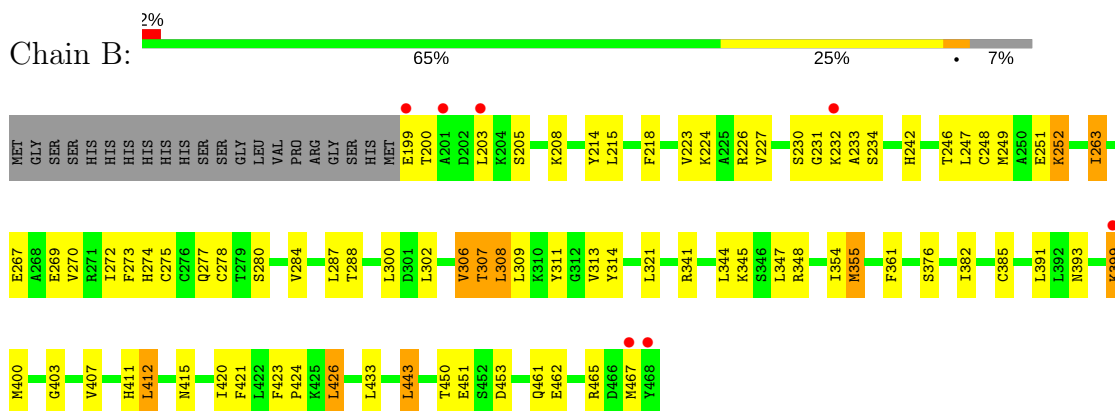 2%
Chain B:
65% 25% • 7%
MET GLY SER SER HIS HIS HIS HIS HIS HIS SER SER GLY LEU VAL PRO ARG GLY SER HIS MET E199 T200 A201 D202 L203 K204 S205 K208 Y214 L215 F218 V223 K224 A225 R226 V227 S230 G231 K232 A233 S234 H242 T246 L247 C248 M249 A250 E251 K252 I263
E267 A268 E269 V270 R271 I272 F273 H274 C275 C276 Q277 C278 T279 S280 V284 L287 T288 L300 D301 L302 V306 T307 L308 L309 K310 Y311 G312 V313 Y314 L321 R341 L344 K345 S346 L347 R348 I354 M355 F361 S376 I382 C385 L391 L392 N393 K399
M400 G403 V407 H411 L412 N415 I420 F421 L422 F423 P424 K425 L426 L433 L443 T450 E451 S452 D453 Q461 E462 R465 D466 M467 Y468